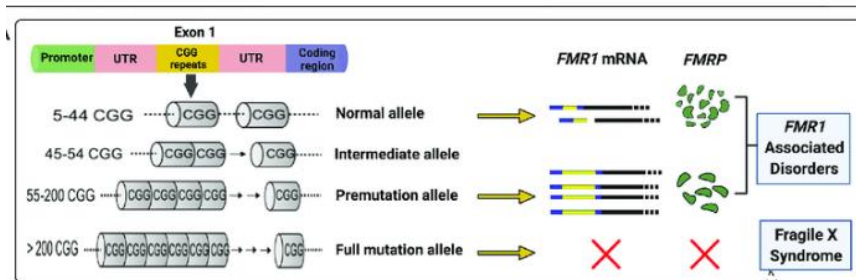 Exon 1
Promoter UTR CGG repeats UTR Coding region
FMR1 mRNA FMRP
5-44 CGG CGG CGG Normal allele
45-54 CGG CGG CGG CGG Intermediate allele
55-200 CGG CGG CGG CGG CGG CGG Premutation allele
>200 CGG CGG CGG CGG CGG CGG CGG CGG Full mutation allele
FMR1
Associated
Disorders
Fragile X
Syndrome